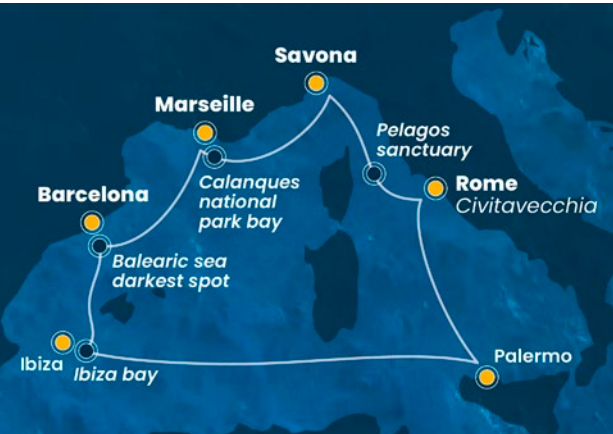 Savona
Marseille
Pelagos
sanctuary
Calanques
national
park bay
Rome
Civitavecchia
Barcelona
Balearic sea
darkest spot
Ibiza
Ibiza bay
Palermo